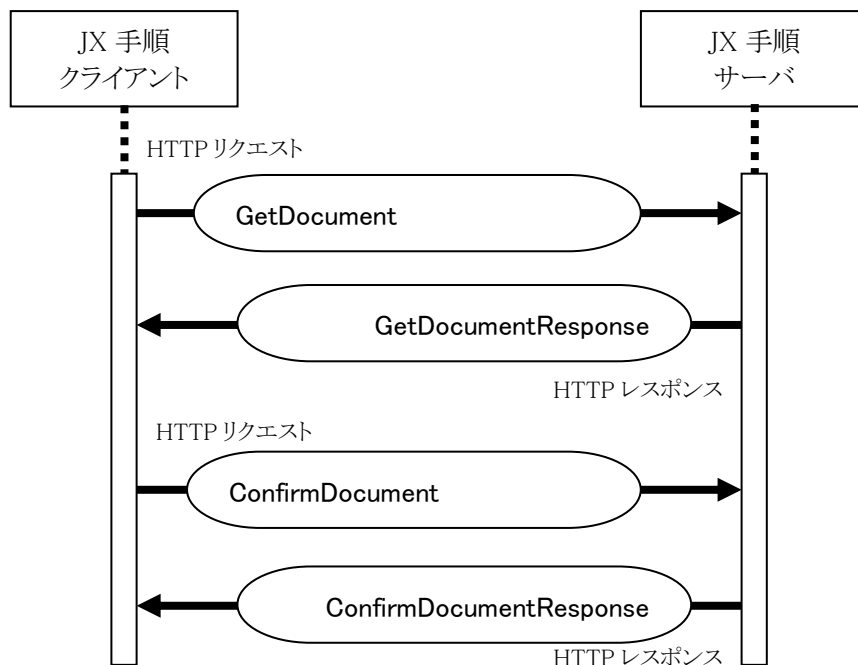 JX 手順
クライアント
JX 手順
サーバ
HTTP リクエスト
GetDocument
GetDocumentResponse
HTTP レスポンス
HTTP リクエスト
ConfirmDocument
ConfirmDocumentResponse
HTTP レスポンス